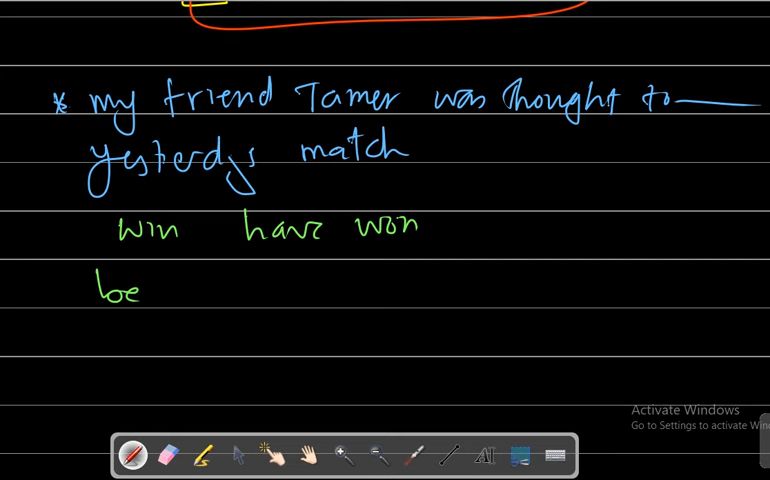 * my friend Tamer was thought to
yesterdys match
win have won
be
Activate Windows
Go to Settings to activate Win